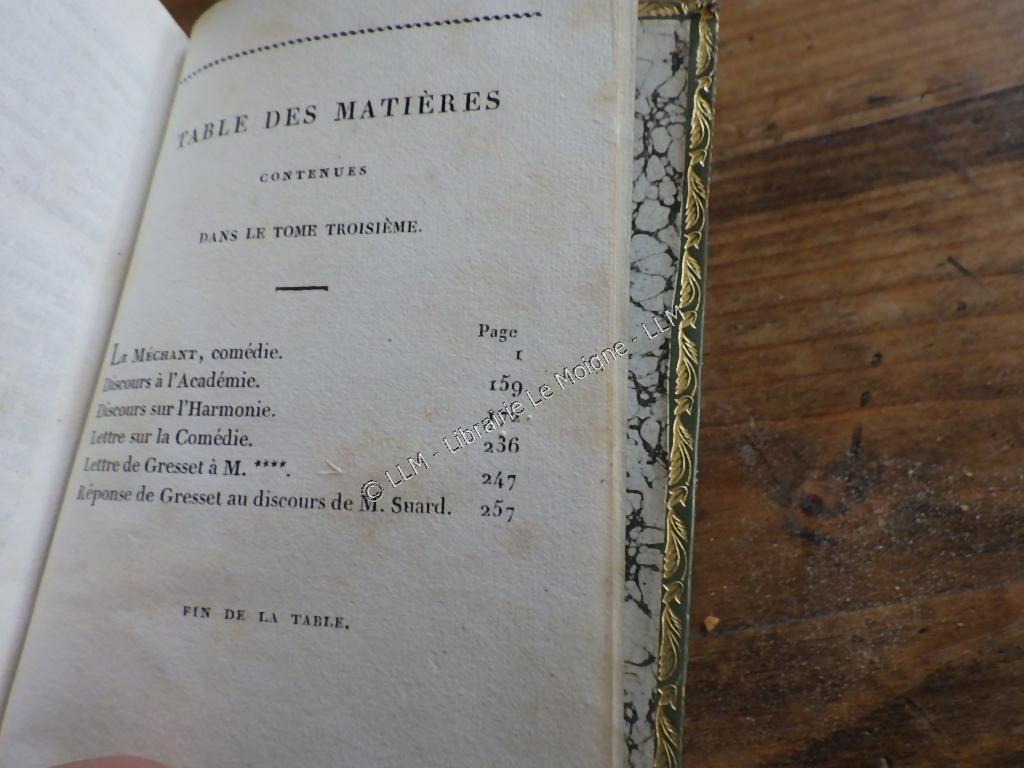 TABLE DES MATIÈRES
CONTENUES
DANS LE TOME TROISIÈME.
Page
LE MÉCHANT, comédie. 1
Discours à l'Académie. 159
Discours sur l'Harmonie.
Lettre sur la Comédie. 236
Lettre de Gresset à M. ****. 247
Réponse de Gresset au discours de M. Suard. 257
FIN DE LA TABLE.
© LLM - Librairie Le Moigne - LLM